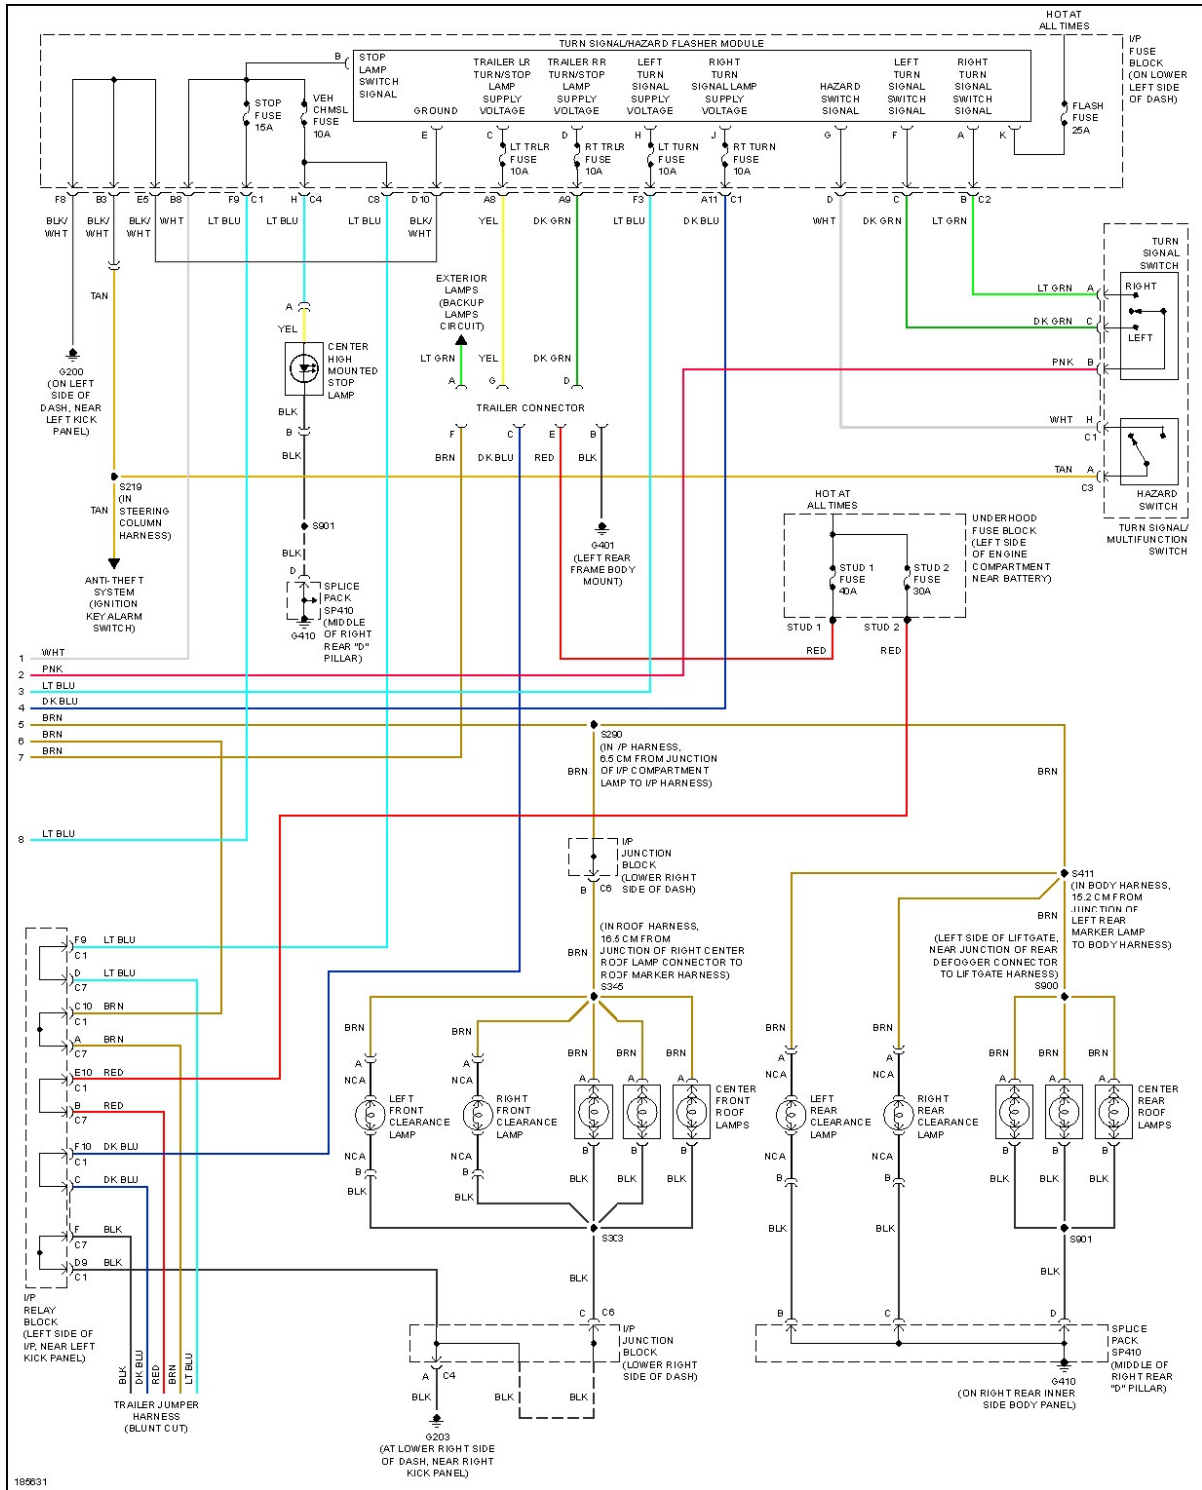 HOT AT
ALL TIMES
TURN SIGNAL/HAZARD FLASHER MODULE
B
STOP
LAMP
SWITCH
SIGNAL
GROUND
TRAILER LR
TURN/STOP
LAMP
SUPPLY
VOLTAGE
TRAILER RR
TURN/STOP
LAMP
SUPPLY
VOLTAGE
LEFT
TURN
SIGNAL
SUPPLY
VOLTAGE
RIGHT
TURN
SIGNAL LAMP
SUPPLY
VOLTAGE
HAZARD
SWITCH
SIGNAL
LEFT
TURN
SIGNAL
SWITCH
SIGNAL
RIGHT
TURN
SIGNAL
SWITCH
SIGNAL
I/P
FUSE
BLOCK
(ON LOWER
LEFT SIDE
OF DASH)
STOP
FUSE
15A
VEH
CHMSL
FUSE
10A
FLASH
FUSE
25A
E C D H J G F A K
LT TRLR
FUSE
10A
RT TRLR
FUSE
10A
LT TURN
FUSE
10A
RT TURN
FUSE
10A
F8 B3 E5 B8 F9 C1 H C4 C8 D10 A8 A9 F3 A11 C1 D C B C2
BLK/
WHT
BLK/
WHT
BLK/
WHT
WHT
LT BLU
LT BLU
LT BLU
BLK/
WHT
YEL
DK GRN
LT BLU
DK BLU
WHT
DK GRN
LT GRN
TURN
SIGNAL
SWITCH
RIGHT
LEFT
LT GRN A
DK GRN C
PNK B
WHT H
C1
TAN A
C3
HAZARD
SWITCH
TURN SIGNAL/
MULTIFUNCTION
SWITCH
TAN
EXTERIOR
LAMPS
(BACKUP
LAMPS
CIRCUIT)
LT GRN
YEL
DK GRN
A G D
TRAILER CONNECTOR
F C E B
BRN
DK BLU
RED
BLK
A
YEL
CENTER
HIGH
MOUNTED
STOP
LAMP
BLK
B
BLK
S901
BLK
D
SPLICE
PACK
SP410
(MIDDLE
OF RIGHT
REAR "D"
PILLAR)
G410
G200
(ON LEFT
SIDE OF
DASH, NEAR
LEFT KICK
PANEL)
S219
(IN
STEERING
COLUMN
HARNESS)
TAN
ANTI-THEFT
SYSTEM
(IGNITION
KEY ALARM
SWITCH)
G401
(LEFT REAR
FRAME BODY
MOUNT)
HOT AT
ALL TIMES
STUD 1
FUSE
40A
STUD 2
FUSE
30A
UNDERHOOD
FUSE BLOCK
(LEFT SIDE
OF ENGINE
COMPARTMENT
NEAR BATTERY)
STUD 1
STUD 2
RED
RED
1 WHT
2 PNK
3 LT BLU
4 DK BLU
5 BRN
6 BRN
7 BRN
8 LT BLU
S290
(IN I/P HARNESS,
6.5 CM FROM JUNCTION
OF I/P COMPARTMENT
LAMP TO I/P HARNESS)
BRN
BRN
I/P
JUNCTION
BLOCK
(LOWER RIGHT
SIDE OF DASH)
B C6
S411
(IN BODY HARNESS,
15.2 CM FROM
JUNCTION OF
LEFT REAR
MARKER LAMP
TO BODY HARNESS)
BRN
(IN ROOF HARNESS,
16.5 CM FROM
JUNCTION OF RIGHT CENTER
ROOF LAMP CONNECTOR TO
ROOF MARKER HARNESS)
S345
BRN
(LEFT SIDE OF LIFTGATE,
NEAR JUNCTION OF REAR
DEFOGGER CONNECTOR
TO LIFTGATE HARNESS)
S900
F9 LT BLU
C1
D LT BLU
C7
C10 BRN
C1
A BRN
C7
E10 RED
C1
B RED
C7
F10 DK BLU
C1
C DK BLU
F BLK
C7
D9 BLK
C1
I/P
RELAY
BLOCK
(LEFT SIDE OF
I/P, NEAR LEFT
KICK PANEL)
BLK
DK BLU
RED
BRN
LT BLU
TRAILER JUMPER
HARNESS
(BLUNT CUT)
BRN
A
NCA
LEFT
FRONT
CLEARANCE
LAMP
NCA
B
BLK
BRN
A
NCA
RIGHT
FRONT
CLEARANCE
LAMP
NCA
B
BLK
BRN BRN BRN
A A A
CENTER
FRONT
ROOF
LAMPS
B B B
BLK BLK BLK
S303
BRN
A
NCA
LEFT
REAR
CLEARANCE
LAMP
NCA
B
BLK
BRN
A
NCA
RIGHT
REAR
CLEARANCE
LAMP
NCA
B
BLK
BRN BRN BRN
A A A
CENTER
REAR
ROOF
LAMPS
B B B
BLK BLK BLK
S901
BLK
BLK
C C6
I/P
JUNCTION
BLOCK
(LOWER RIGHT
SIDE OF DASH)
A C4
BLK BLK BLK
G203
(AT LOWER RIGHT SIDE
OF DASH, NEAR RIGHT
KICK PANEL)
B C D
SPLICE
PACK
SP410
(MIDDLE OF
RIGHT REAR
"D" PILLAR)
G410
(ON RIGHT REAR INNER
SIDE BODY PANEL)
185631